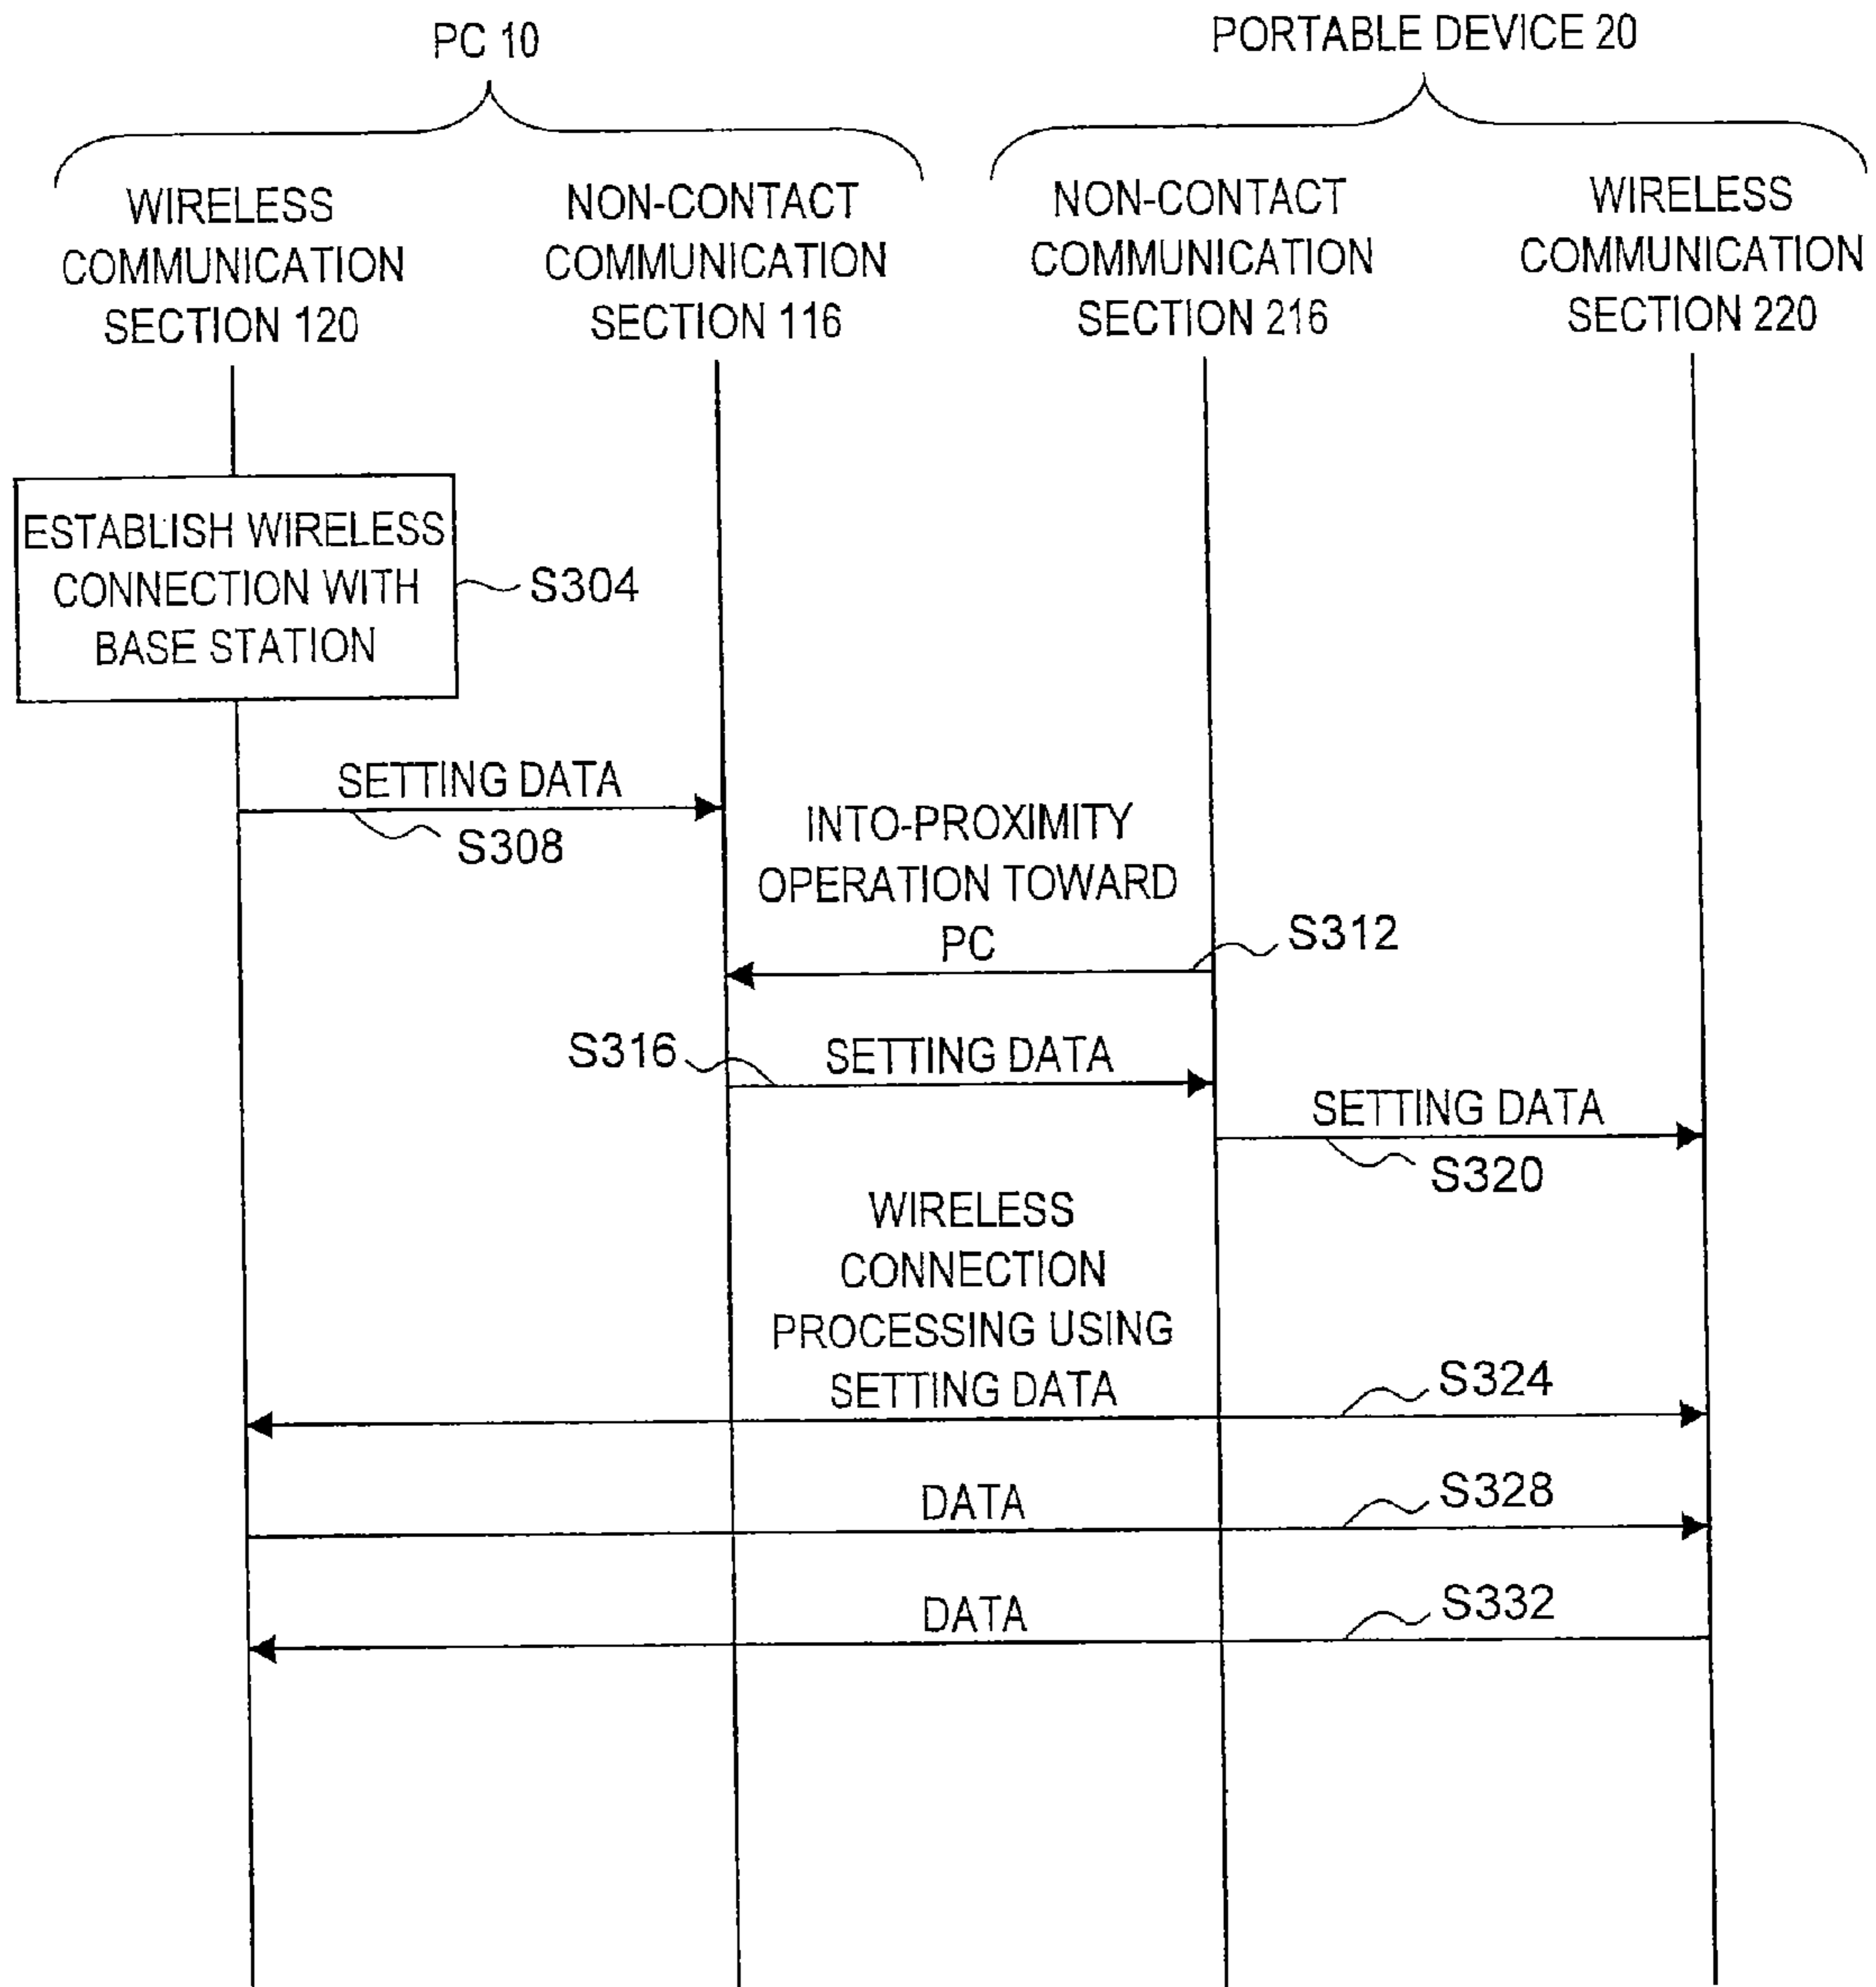 PC 10
PORTABLE DEVICE 20
WIRELESS
COMMUNICATION
SECTION 120
NON-CONTACT
COMMUNICATION
SECTION 116
NON-CONTACT
COMMUNICATION
SECTION 216
WIRELESS
COMMUNICATION
SECTION 220
ESTABLISH WIRELESS
CONNECTION WITH
BASE STATION
S304
SETTING DATA
S308
INTO-PROXIMITY
OPERATION TOWARD
PC
S312
S316
SETTING DATA
SETTING DATA
S320
WIRELESS
CONNECTION
PROCESSING USING
SETTING DATA
S324
DATA
S328
DATA
S332